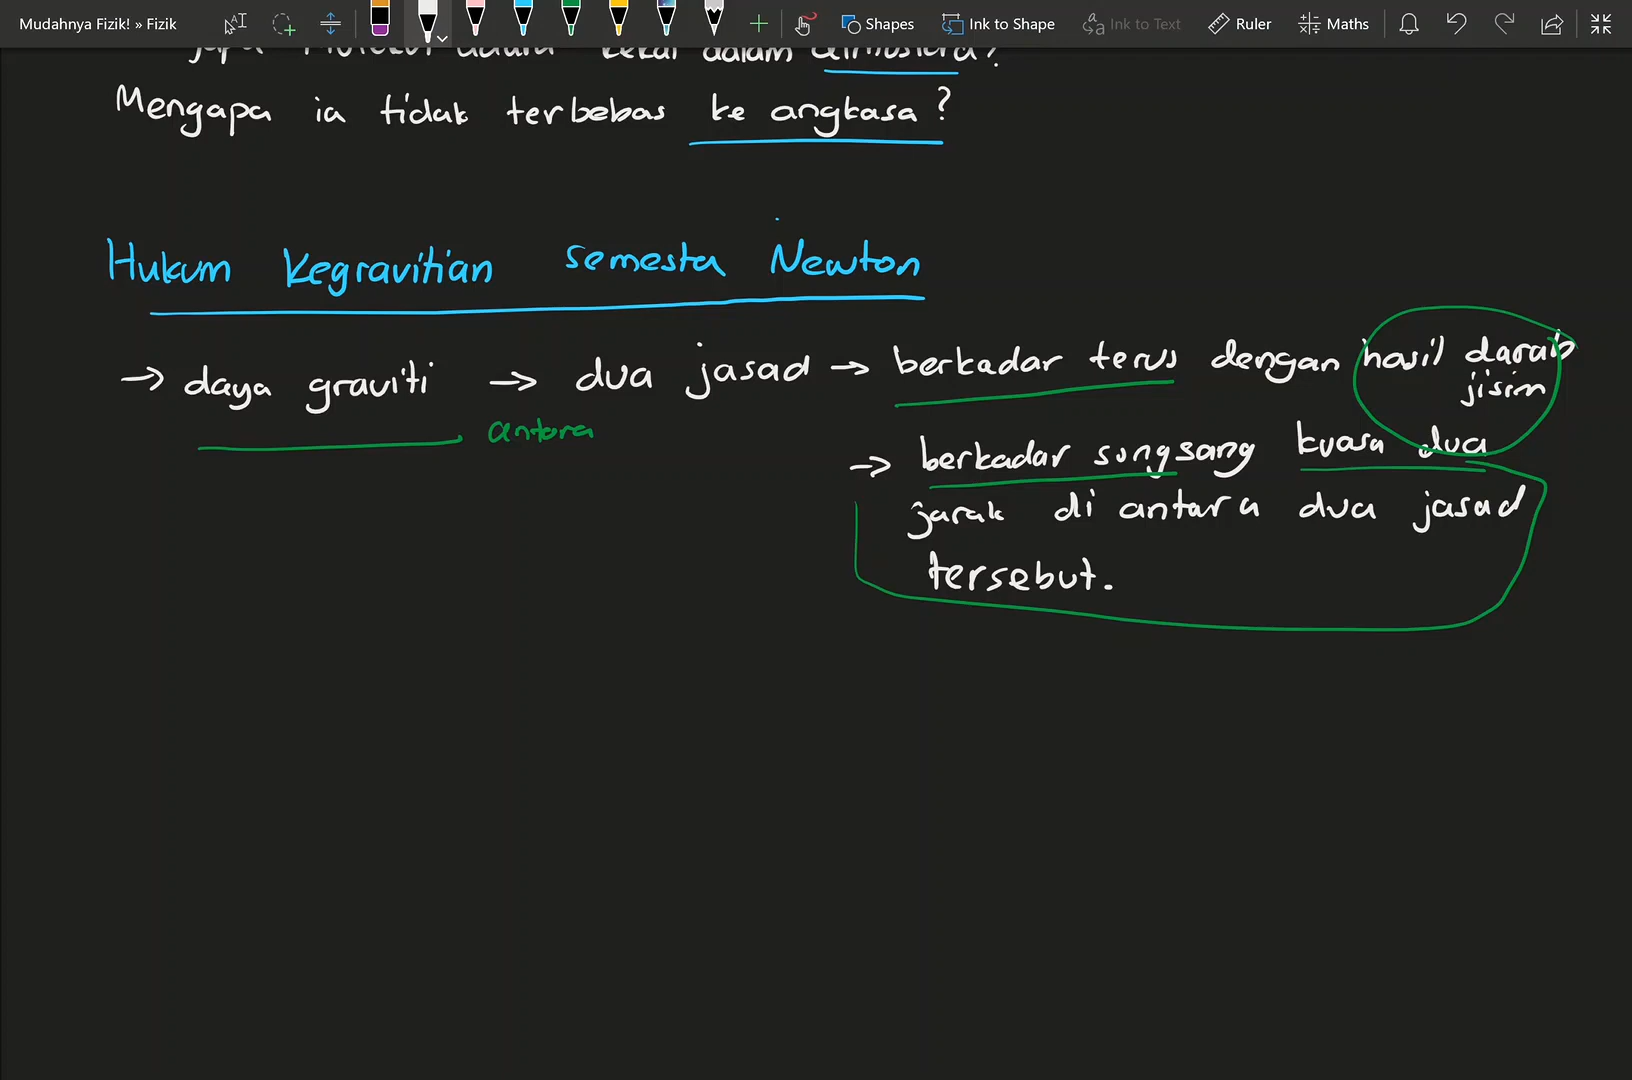 Mudahnya Fizik! » Fizik
Shapes
Ink to Shape
Ink to Text
Ruler
Maths
dalam atmosfera?
Mengapa ia tidak terbebas ke angkasa?
Hukum Kegravitian semesta Newton
→ daya graviti → dua jasad → berkadar terus dengan hasil darab
jisim
antara
→ berkadar songsang kuasa dua
jarak di antara dua jasad
tersebut.